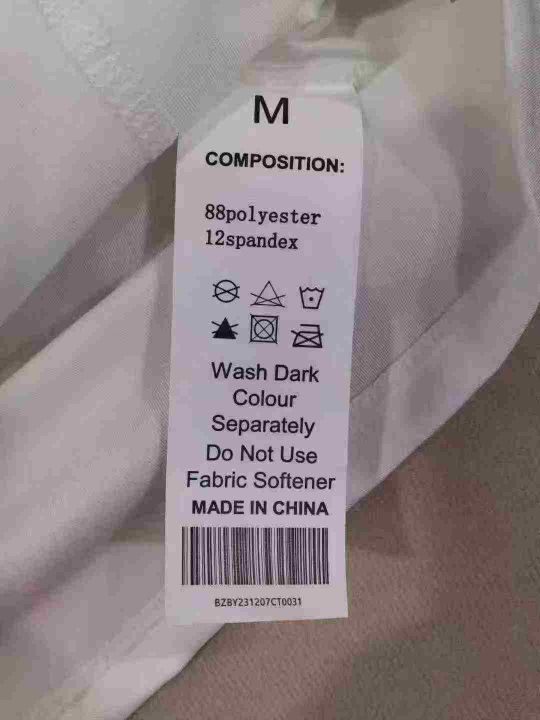 M
COMPOSITION:
88polyester
12spandex
Wash Dark
Colour
Separately
Do Not Use
Fabric Softener
MADE IN CHINA
BZBY231207CT0031